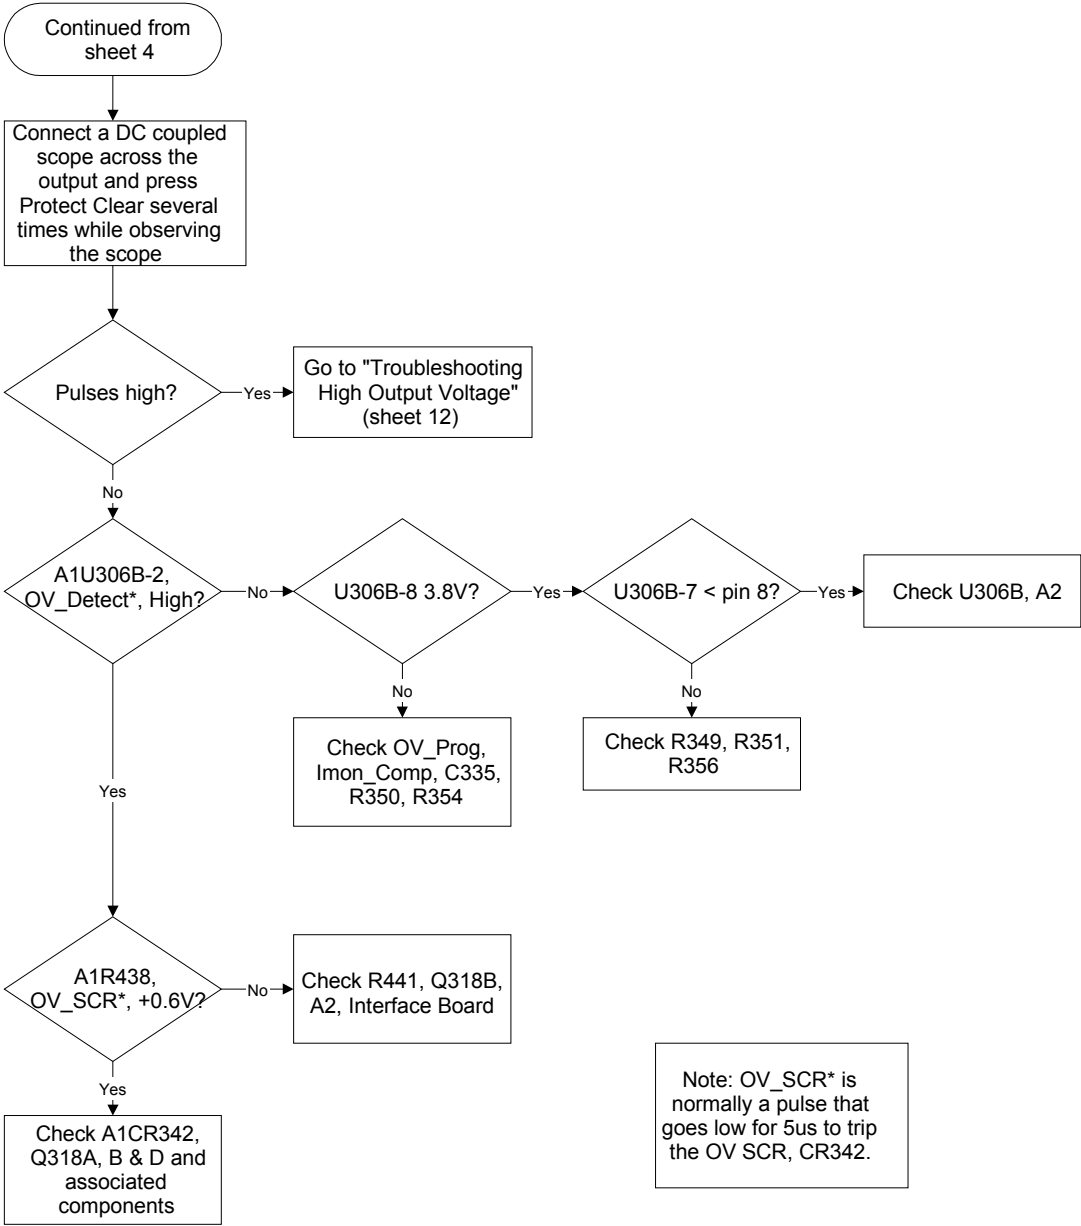 Continued from
sheet 4
Connect a DC coupled
scope across the
output and press
Protect Clear several
times while observing
the scope
Pulses high?
Yes
Go to "Troubleshooting
High Output Voltage"
(sheet 12)
No
A1U306B-2,
OV_Detect*, High?
No
U306B-8 3.8V?
Yes
U306B-7 < pin 8?
Yes
Check U306B, A2
No
Check OV_Prog,
Imon_Comp, C335,
R350, R354
No
Check R349, R351,
R356
Yes
A1R438,
OV_SCR*, +0.6V?
No
Check R441, Q318B,
A2, Interface Board
Yes
Check A1CR342,
Q318A, B & D and
associated
components
Note: OV_SCR* is
normally a pulse that
goes low for 5us to trip
the OV SCR, CR342.